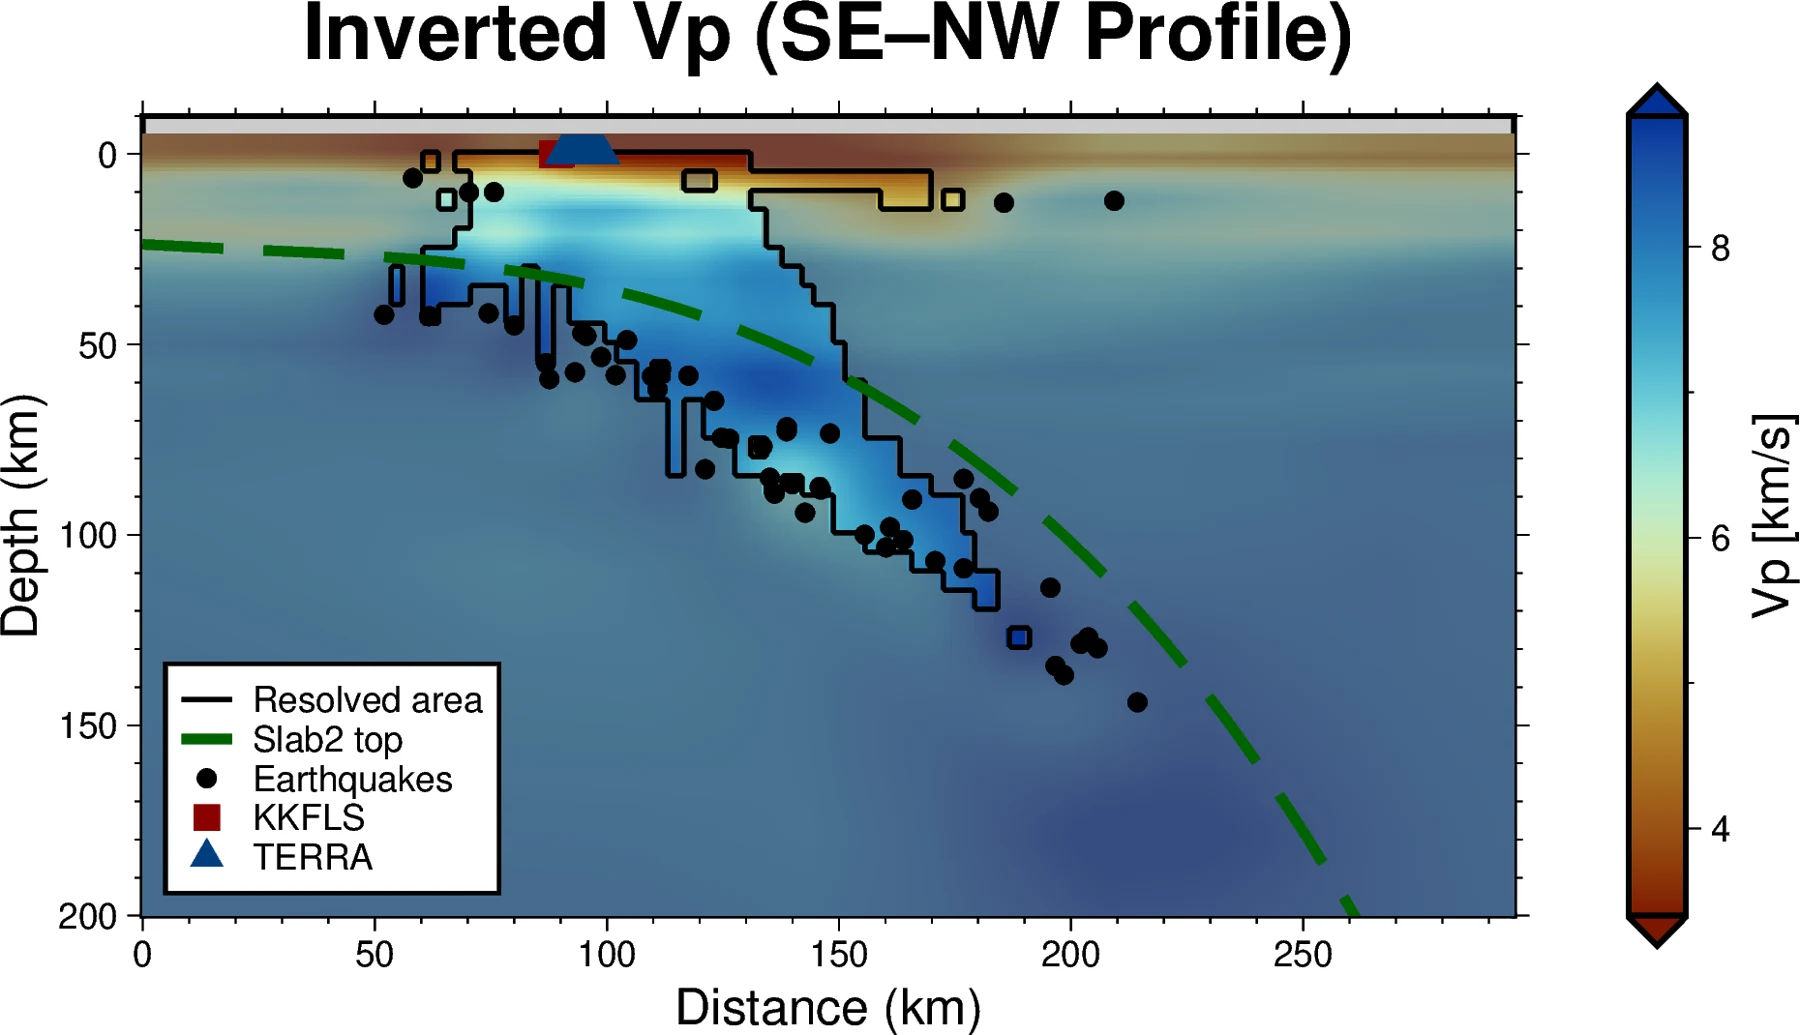 Inverted Vp (SE–NW Profile)
0
50
100
150
200
Depth (km)
Resolved area
Slab2 top
Earthquakes
KKFLS
TERRA
0 50 100 150 200 250
Distance (km)
8
6
4
Vp [km/s]